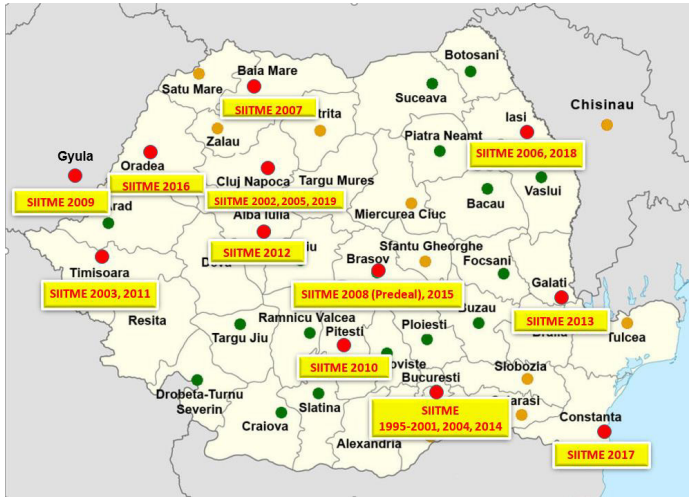 Botosani
Baia Mare
Satu Mare
Suceava
SIITME 2007
Chisinau
Iasi
Zalau
Piatra Neamt
SIITME 2006, 2018
Gyula
Oradea
Cluj Napoca
Targu Mures
SIITME 2016
SIITME 2009
SIITME 2002, 2005, 2019
Bacau
Vaslui
Miercurea Ciuc
Alba Iulia
SIITME 2012
Sfantu Gheorghe
Brasov
Focsani
Timisoara
SIITME 2003, 2011
SIITME 2008 (Predeal), 2015
Galati
SIITME 2013
Resita
Ramnicu Valcea
Buzau
Targu Jiu
Pitesti
Ploiesti
Tulcea
SIITME 2010
Bucuresti
Slobozia
Drobeta-Turnu
Severin
Slatina
SIITME
1995-2001, 2004, 2014
Craiova
Constanta
Alexandria
SIITME 2017